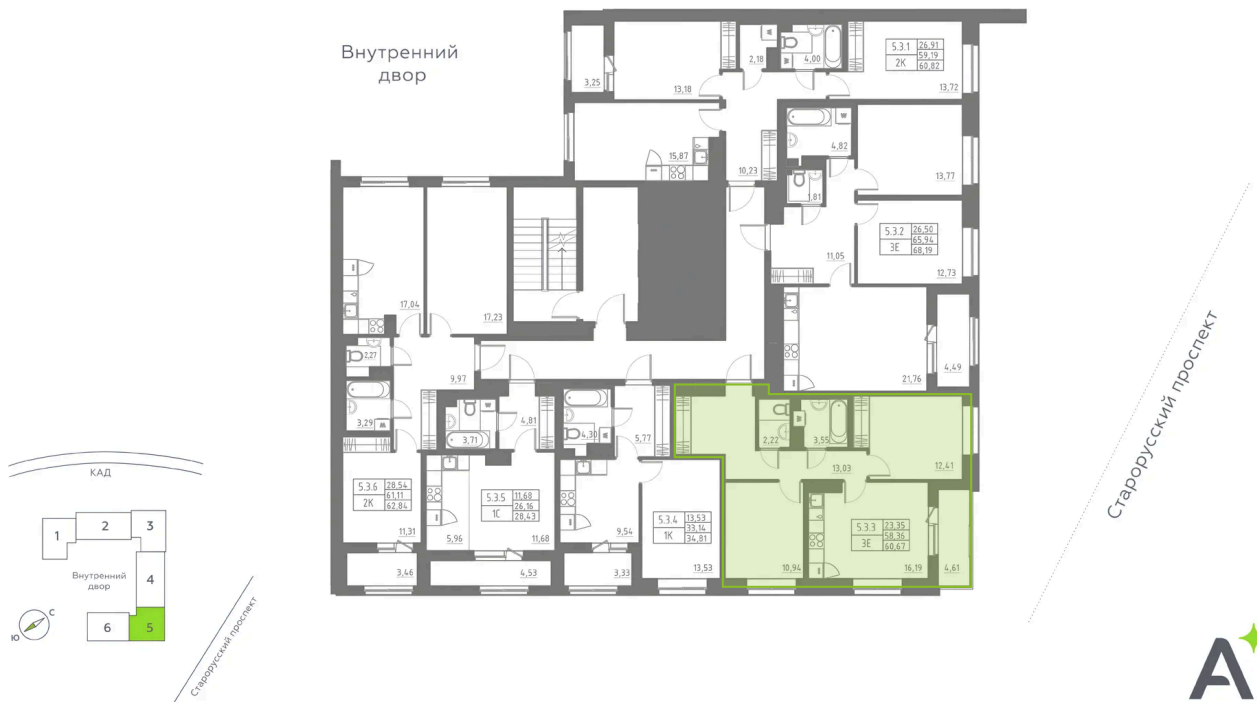 Внутренний
двор
3,25
13,18
2,18
W
W
4,00
5.3.1 26,91
2К 59,19
60,82
13,72
15,87
10,23
W
4,82
13,77
1,81
5.3.2 26,50
3Е 65,94
68,19
12,73
11,05
17,04
17,23
21,76
4,49
2,27
9,97
3,29
W
3,71
W
4,81
4,30
W
5,77
2,22
W
3,55
13,03
12,41
5.3.6 28,54
2К 61,11
62,84
11,31
5.3.5 11,68
1С 26,16
28,43
5,96
11,68
9,54
5.3.4 13,53
1К 33,14
34,81
13,53
10,94
5.3.3 23,35
3Е 58,36
60,67
16,19
4,61
3,46
4,53
3,33
Старорусский проспект
КАД
1
2
3
4
5
6
Внутренний
двор
С
Ю
Старорусский проспект
А